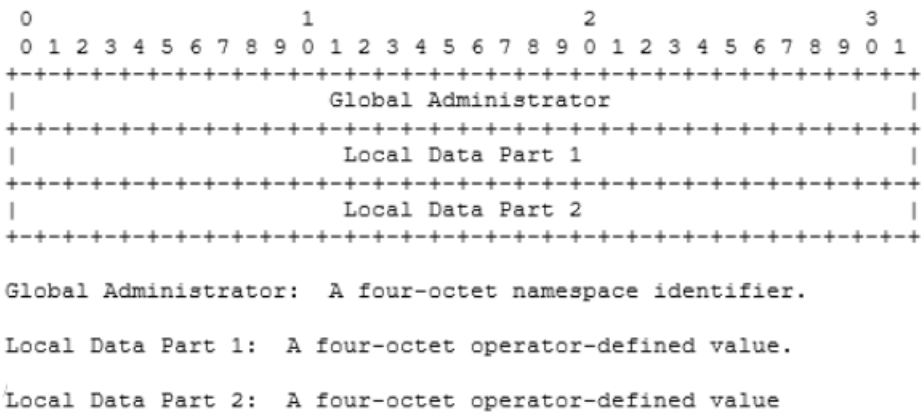 0                   1                   2                   3
 0 1 2 3 4 5 6 7 8 9 0 1 2 3 4 5 6 7 8 9 0 1 2 3 4 5 6 7 8 9 0 1
+-+-+-+-+-+-+-+-+-+-+-+-+-+-+-+-+-+-+-+-+-+-+-+-+-+-+-+-+-+-+-+-+
|                      Global Administrator                     |
+-+-+-+-+-+-+-+-+-+-+-+-+-+-+-+-+-+-+-+-+-+-+-+-+-+-+-+-+-+-+-+-+
|                       Local Data Part 1                       |
+-+-+-+-+-+-+-+-+-+-+-+-+-+-+-+-+-+-+-+-+-+-+-+-+-+-+-+-+-+-+-+-+
|                       Local Data Part 2                       |
+-+-+-+-+-+-+-+-+-+-+-+-+-+-+-+-+-+-+-+-+-+-+-+-+-+-+-+-+-+-+-+-+
Global Administrator:  A four-octet namespace identifier.
Local Data Part 1:  A four-octet operator-defined value.
Local Data Part 2:  A four-octet operator-defined value